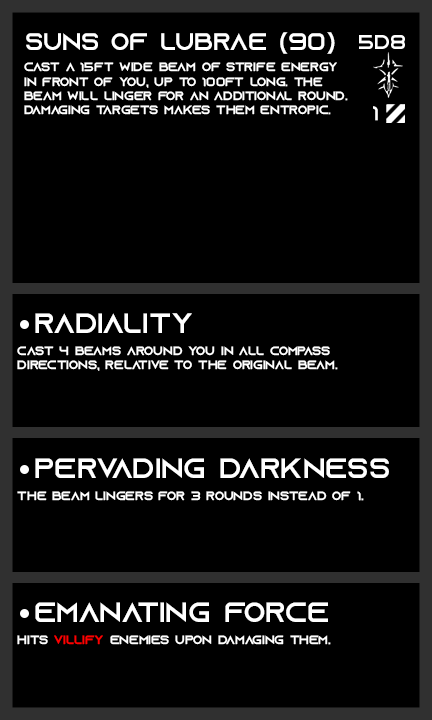 SUNS OF LUBRAE (90) 5D8
CAST A 15FT WIDE BEAM OF STRIFE ENERGY
IN FRONT OF YOU, UP TO 100FT LONG. THE
BEAM WILL LINGER FOR AN ADDITIONAL ROUND.
DAMAGING TARGETS MAKES THEM ENTROPIC.
1
•RADIALITY
CAST 4 BEAMS AROUND YOU IN ALL COMPASS
DIRECTIONS, RELATIVE TO THE ORIGINAL BEAM.
•PERVADING DARKNESS
THE BEAM LINGERS FOR 3 ROUNDS INSTEAD OF 1.
•EMANATING FORCE
HITS VILLIFY ENEMIES UPON DAMAGING THEM.